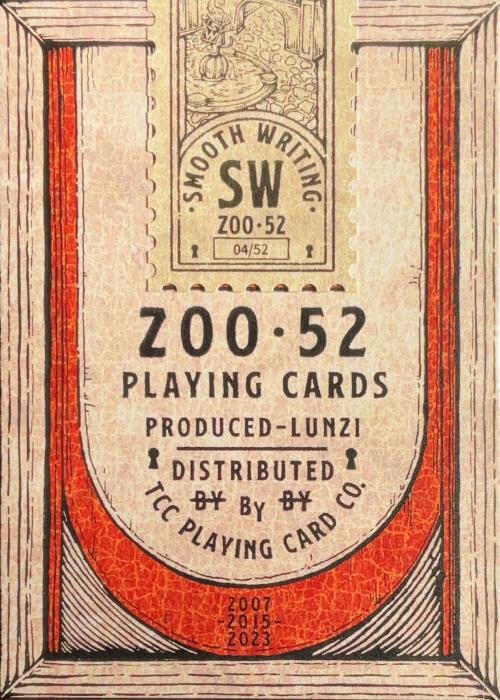 ·SMOOTH WRITING·
SW
ZOO·52
04/52
ZOO·52
PLAYING CARDS
PRODUCED-LUNZI
DISTRIBUTED
BY By BY
TCC PLAYING CARD CO.
2007
-2015-
2023